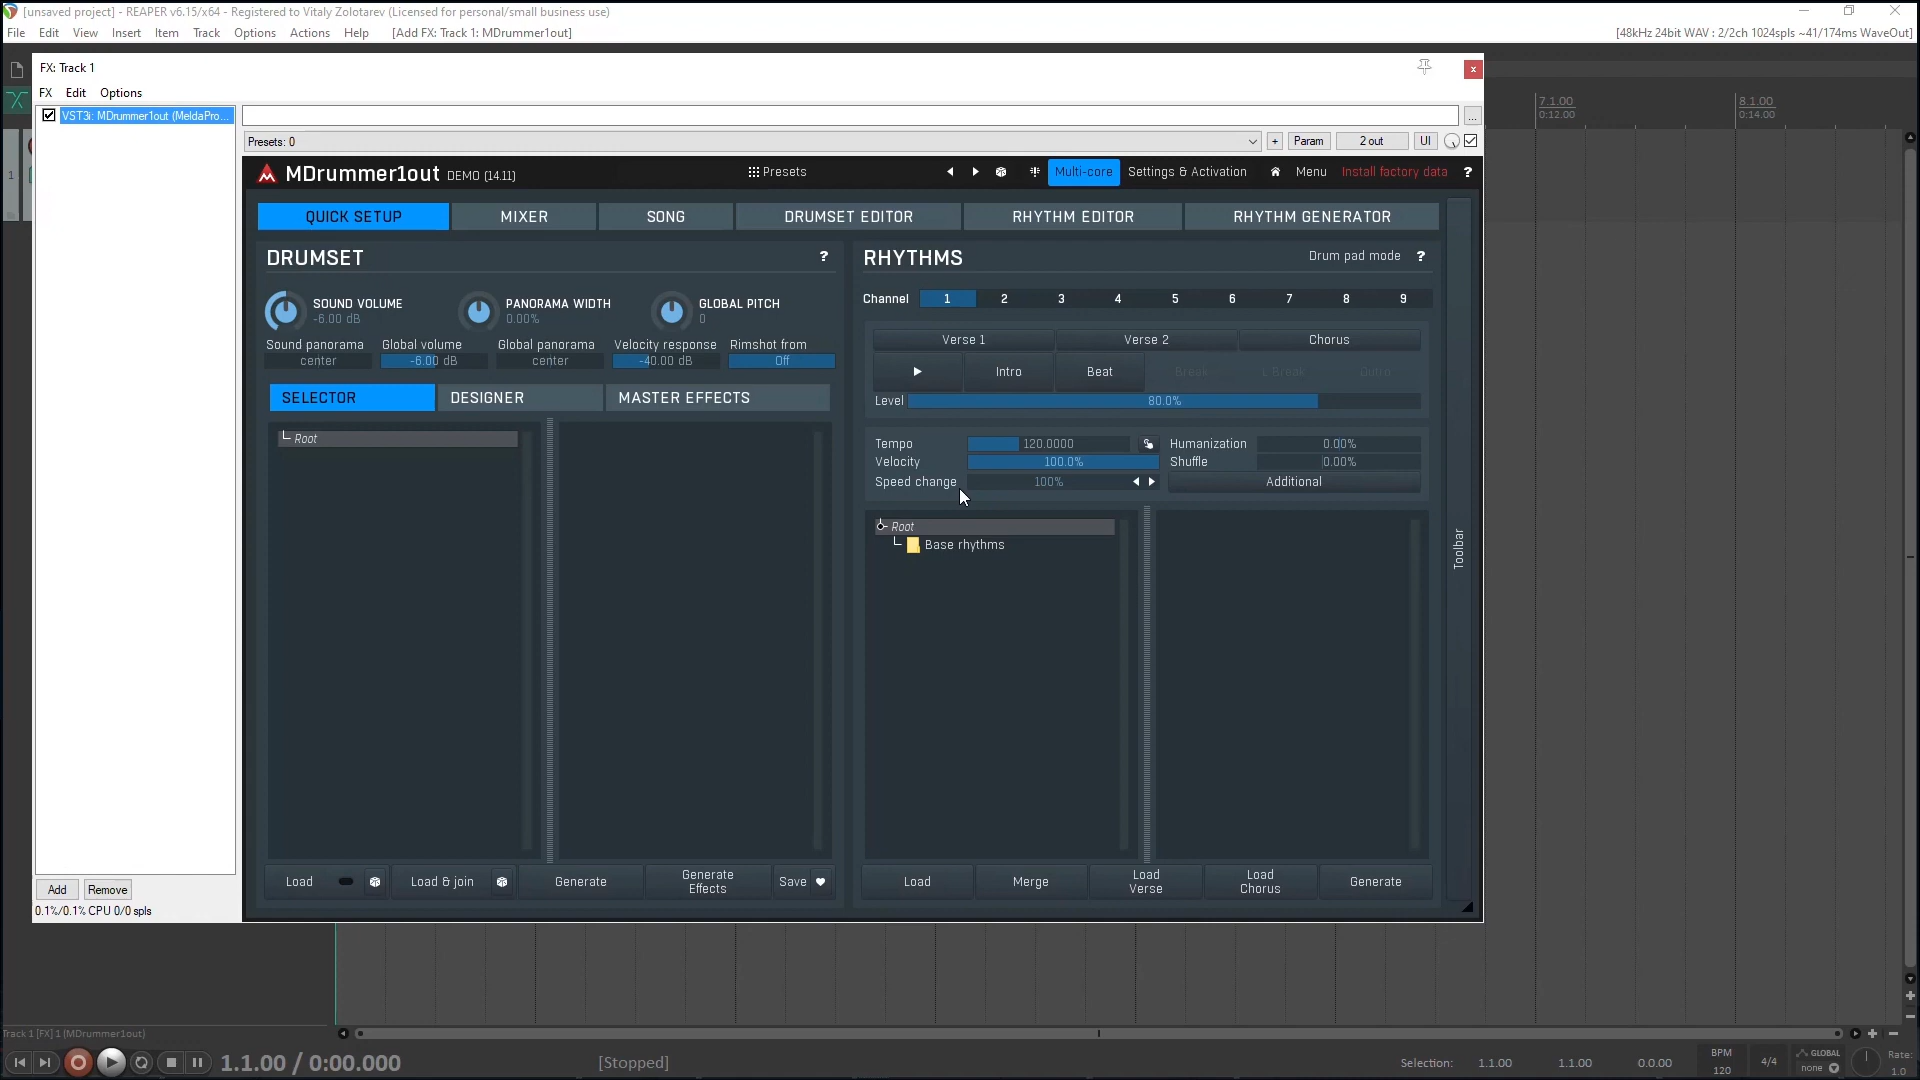 [unsaved project] - REAPER v6.15/x64 - Registered to Vitaly Zolotarev (Licensed for personal/small business use)
File Edit View Insert Item Track Options Actions Help [Add FX: Track 1: MDrummer1out] [48kHz 24bit WAV : 2/2ch 1024spls ~41/174ms WaveOut]
FX: Track 1
FX Edit Options
VST3i: MDrummer1out (MeldaPro...
...
Presets: 0 + Param 2 out UI
7.1.00 8.1.00
0:12.00 0:14.00
1
MDrummer1out DEMO (14.11) Presets Multi-core Settings & Activation Menu Install factory data ?
QUICK SETUP MIXER SONG DRUMSET EDITOR RHYTHM EDITOR RHYTHM GENERATOR
DRUMSET ? RHYTHMS Drum pad mode ?
Channel 1 2 3 4 5 6 7 8 9
SOUND VOLUME PANORAMA WIDTH GLOBAL PITCH
-6.00 dB 0.00% 0
Sound panorama Global volume Global panorama Velocity response Rimshot from
center -6.00 dB center -40.00 dB Off
Verse 1 Verse 2 Chorus
Intro Beat Break L Break Outro
Level 80.0%
SELECTOR DESIGNER MASTER EFFECTS
Root
Tempo 120.0000 Humanization 0.00%
Velocity 100.0% Shuffle 0.00%
Speed change 100% Additional
Root
Base rhythms
Toolbar
Load Load & join Generate Generate Effects Save Load Merge Load Verse Load Chorus Generate
Add Remove
0.1%/0.1% CPU 0/0 spls
Track 1 [FX] 1 (MDrummer1out)
1.1.00 / 0:00.000 [Stopped] Selection: 1.1.00 1.1.00 0.0.00 BPM 120 4/4 GLOBAL none Rate: 1.0